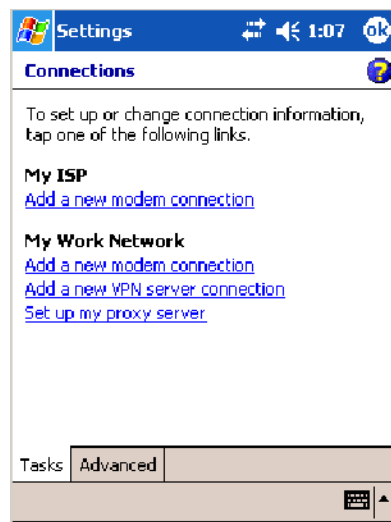 Settings 1:07 ok
Connections ?
To set up or change connection information,
tap one of the following links.
My ISP
Add a new modem connection
My Work Network
Add a new modem connection
Add a new VPN server connection
Set up my proxy server
Tasks Advanced